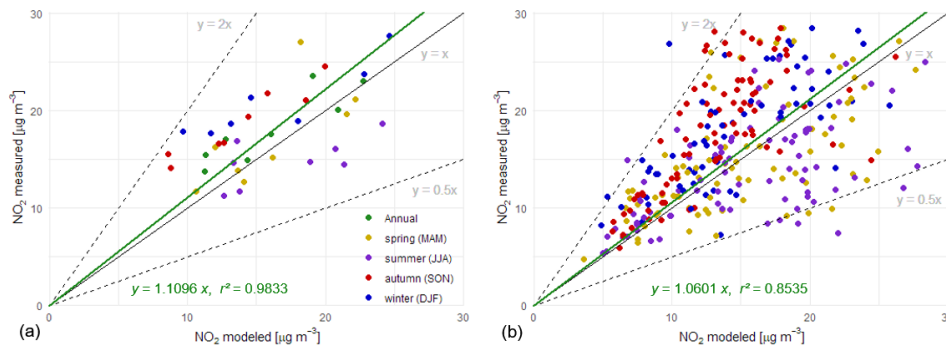 30
20
10
0
NO₂ measured [µg m⁻³]
y = 2x
y = x
y = 0.5x
Annual
spring (MAM)
summer (JJA)
autumn (SON)
winter (DJF)
y = 1.1096 x, r² = 0.9833
0 10 20 30
(a)
NO₂ modeled [µg m⁻³]
30
20
10
0
NO₂ measured [µg m⁻³]
y = 2x
y = x
y = 0.5x
y = 1.0601 x, r² = 0.8535
0 10 20 30
(b)
NO₂ modeled [µg m⁻³]